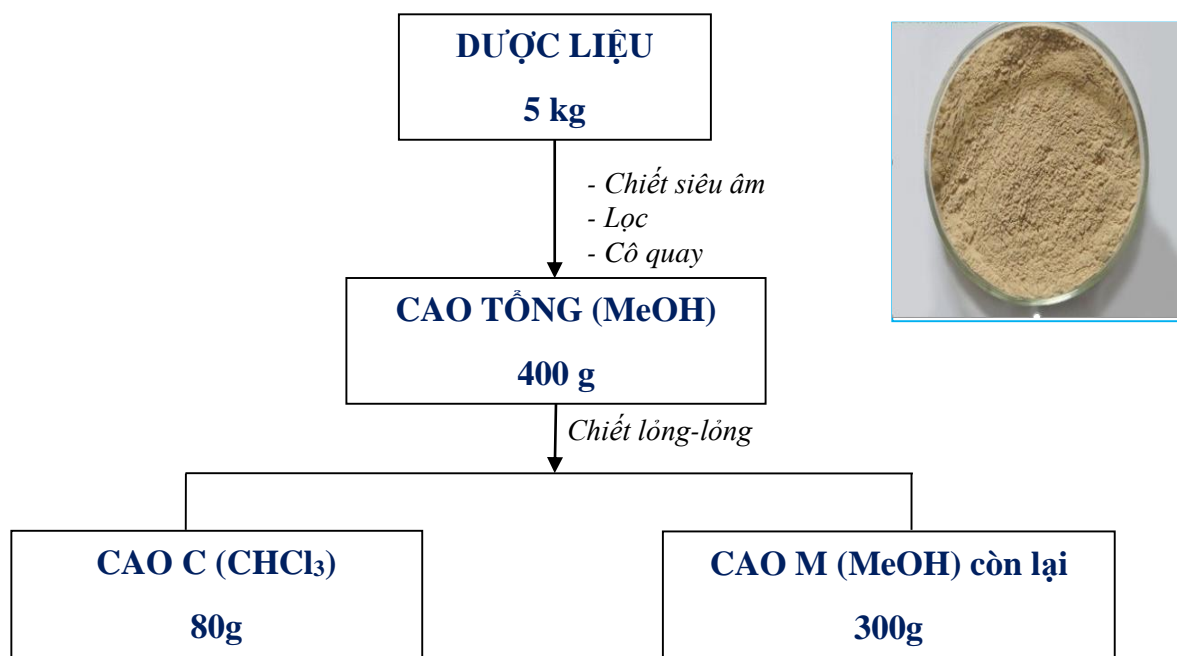 DƯỢC LIỆU
5 kg
- Chiết siêu âm
- Lọc
- Cô quay
CAO TỔNG (MeOH)
400 g
Chiết lỏng-lỏng
CAO C (CHCl₃)
80g
CAO M (MeOH) còn lại
300g